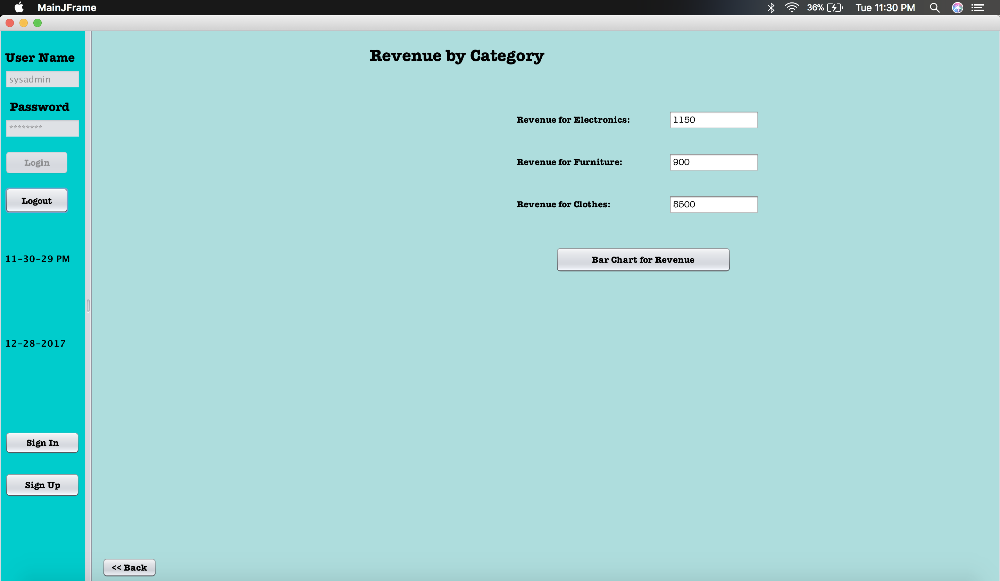 MainJFrame
36%
Tue 11:30 PM
User Name
sysadmin
Password
********
Login
Logout
11-30-29 PM
12-28-2017
Sign In
Sign Up
Revenue by Category
Revenue for Electronics: 1150
Revenue for Furniture: 900
Revenue for Clothes: 5500
Bar Chart for Revenue
<< Back